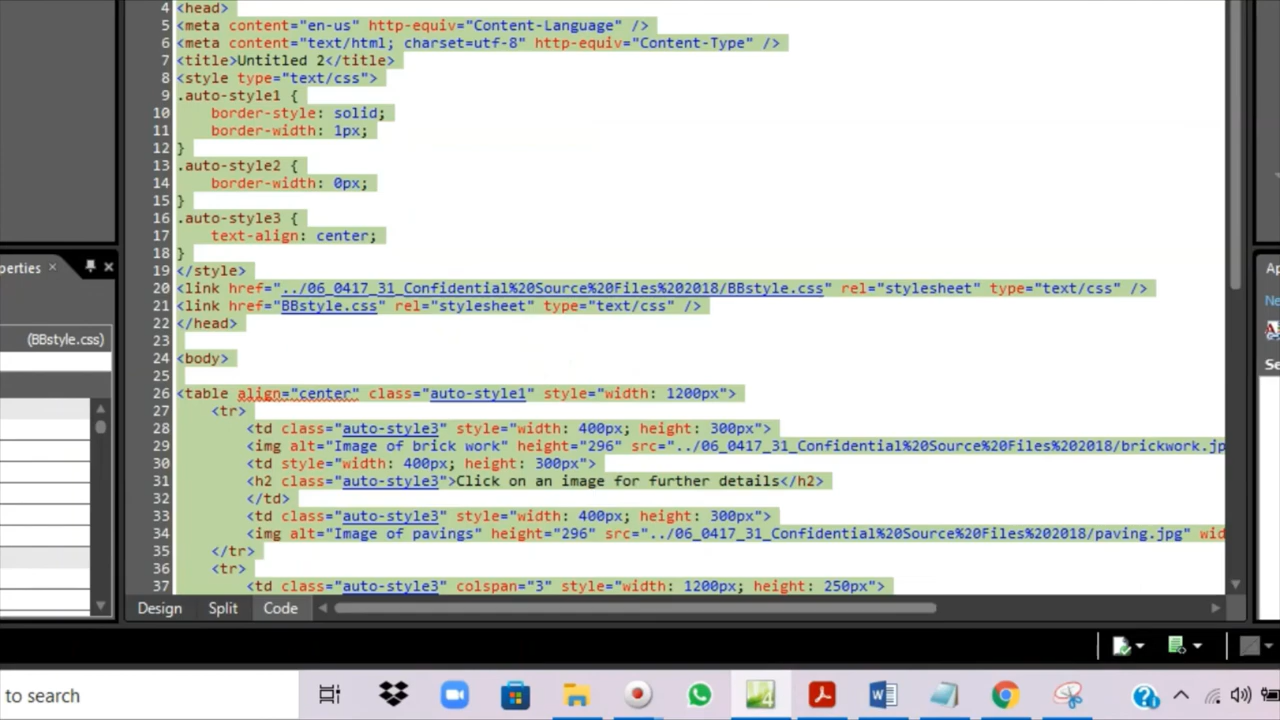 4 <head>
5 <meta content="en-us" http-equiv="Content-Language" />
6 <meta content="text/html; charset=utf-8" http-equiv="Content-Type" />
7 <title>Untitled 2</title>
8 <style type="text/css">
9 .auto-style1 {
10 border-style: solid;
11 border-width: 1px;
12 }
13 .auto-style2 {
14 border-width: 0px;
15 }
16 .auto-style3 {
17 text-align: center;
18 }
19 </style>
20 <link href="../06_0417_31_Confidential%20Source%20Files%202018/BBstyle.css" rel="stylesheet" type="text/css" />
21 <link href="BBstyle.css" rel="stylesheet" type="text/css" />
22 </head>
23
24 <body>
25
26 <table align="center" class="auto-style1" style="width: 1200px">
27 <tr>
28 <td class="auto-style3" style="width: 400px; height: 300px">
29 <img alt="Image of brick work" height="296" src="../06_0417_31_Confidential%20Source%20Files%202018/brickwork.jp
30 <td style="width: 400px; height: 300px">
31 <h2 class="auto-style3">Click on an image for further details</h2>
32 </td>
33 <td class="auto-style3" style="width: 400px; height: 300px">
34 <img alt="Image of pavings" height="296" src="../06_0417_31_Confidential%20Source%20Files%202018/paving.jpg" wid
35 </tr>
36 <tr>
37 <td class="auto-style3" colspan="3" style="width: 1200px; height: 250px">
perties
(BBstyle.css)
Ap
Ne
Se
Design Split Code
to search